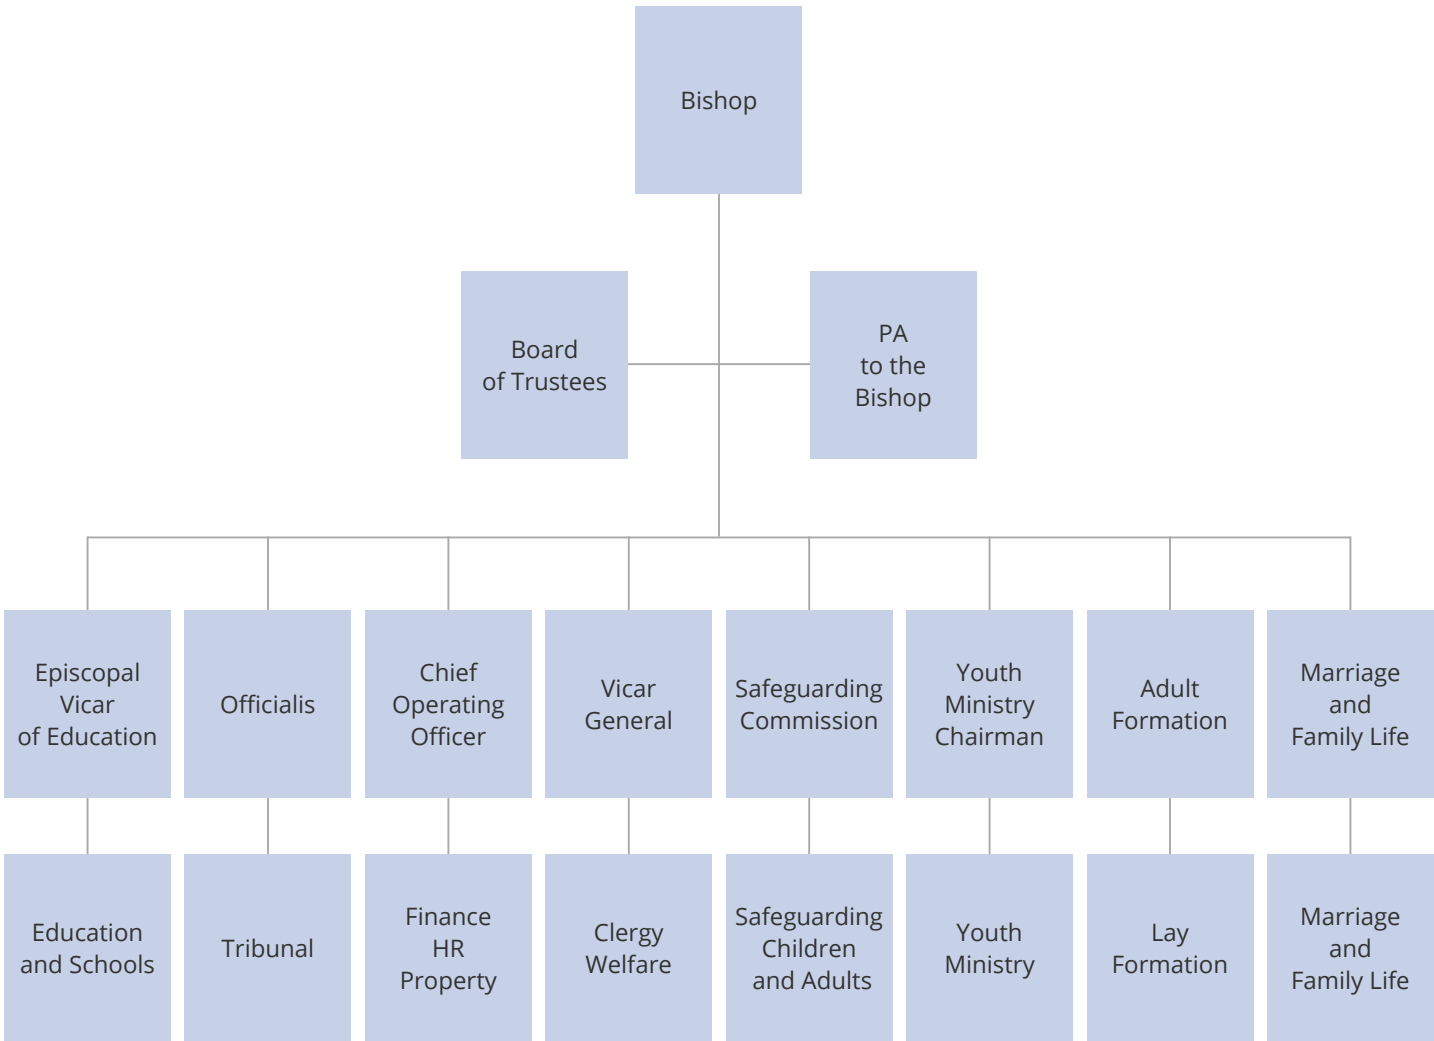 Bishop
Board
of Trustees
PA
to the
Bishop
Episcopal
Vicar
of Education
Officialis
Chief
Operating
Officer
Vicar
General
Safeguarding
Commission
Youth
Ministry
Chairman
Adult
Formation
Marriage
and
Family Life
Education
and Schools
Tribunal
Finance
HR
Property
Clergy
Welfare
Safeguarding
Children
and Adults
Youth
Ministry
Lay
Formation
Marriage
and
Family Life